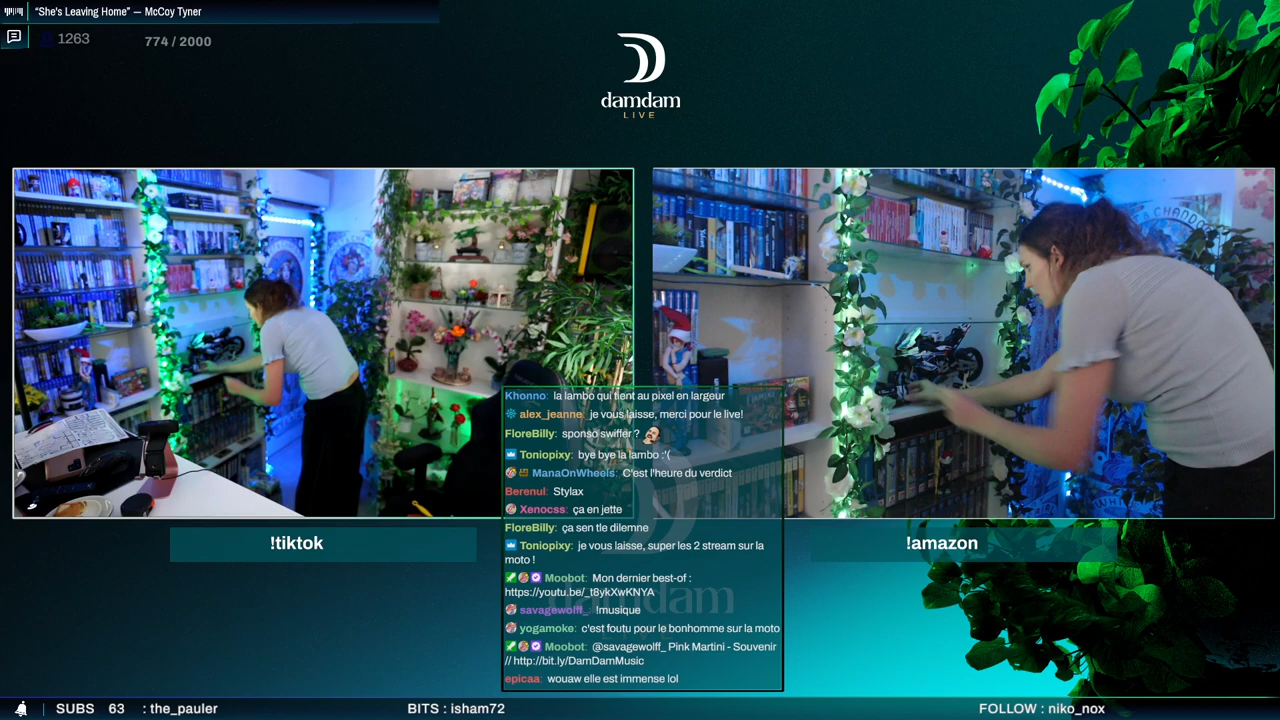 “She's Leaving Home” — McCoy Tyner
1263
774 / 2000
damdam
LIVE
Khonno: la lambo qui tient au pixel en largeur
alex_jeanne: je vous laisse, merci pour le live!
FloreBilly: sponso swiffer ?
Toniopixy: bye bye la lambo :'(
ManaOnWheels: C'est l'heure du verdict
Berenul: Stylax
Xenocss: ça en jette
FloreBilly: ça sen tle dilemne
Toniopixy: je vous laisse, super les 2 stream sur la
moto !
Moobot: Mon dernier best-of :
https://youtu.be/_t8ykXwKNYA
savagewolff_: !musique
yogamoke: c'est foutu pour le bonhomme sur la moto
Moobot: @savagewolff_ Pink Martini - Souvenir
// http://bit.ly/DamDamMusic
epicaa: wouaw elle est immense lol
!tiktok
!amazon
damdam
SUBS 63 : the_pauler
BITS : isham72
FOLLOW : niko_nox